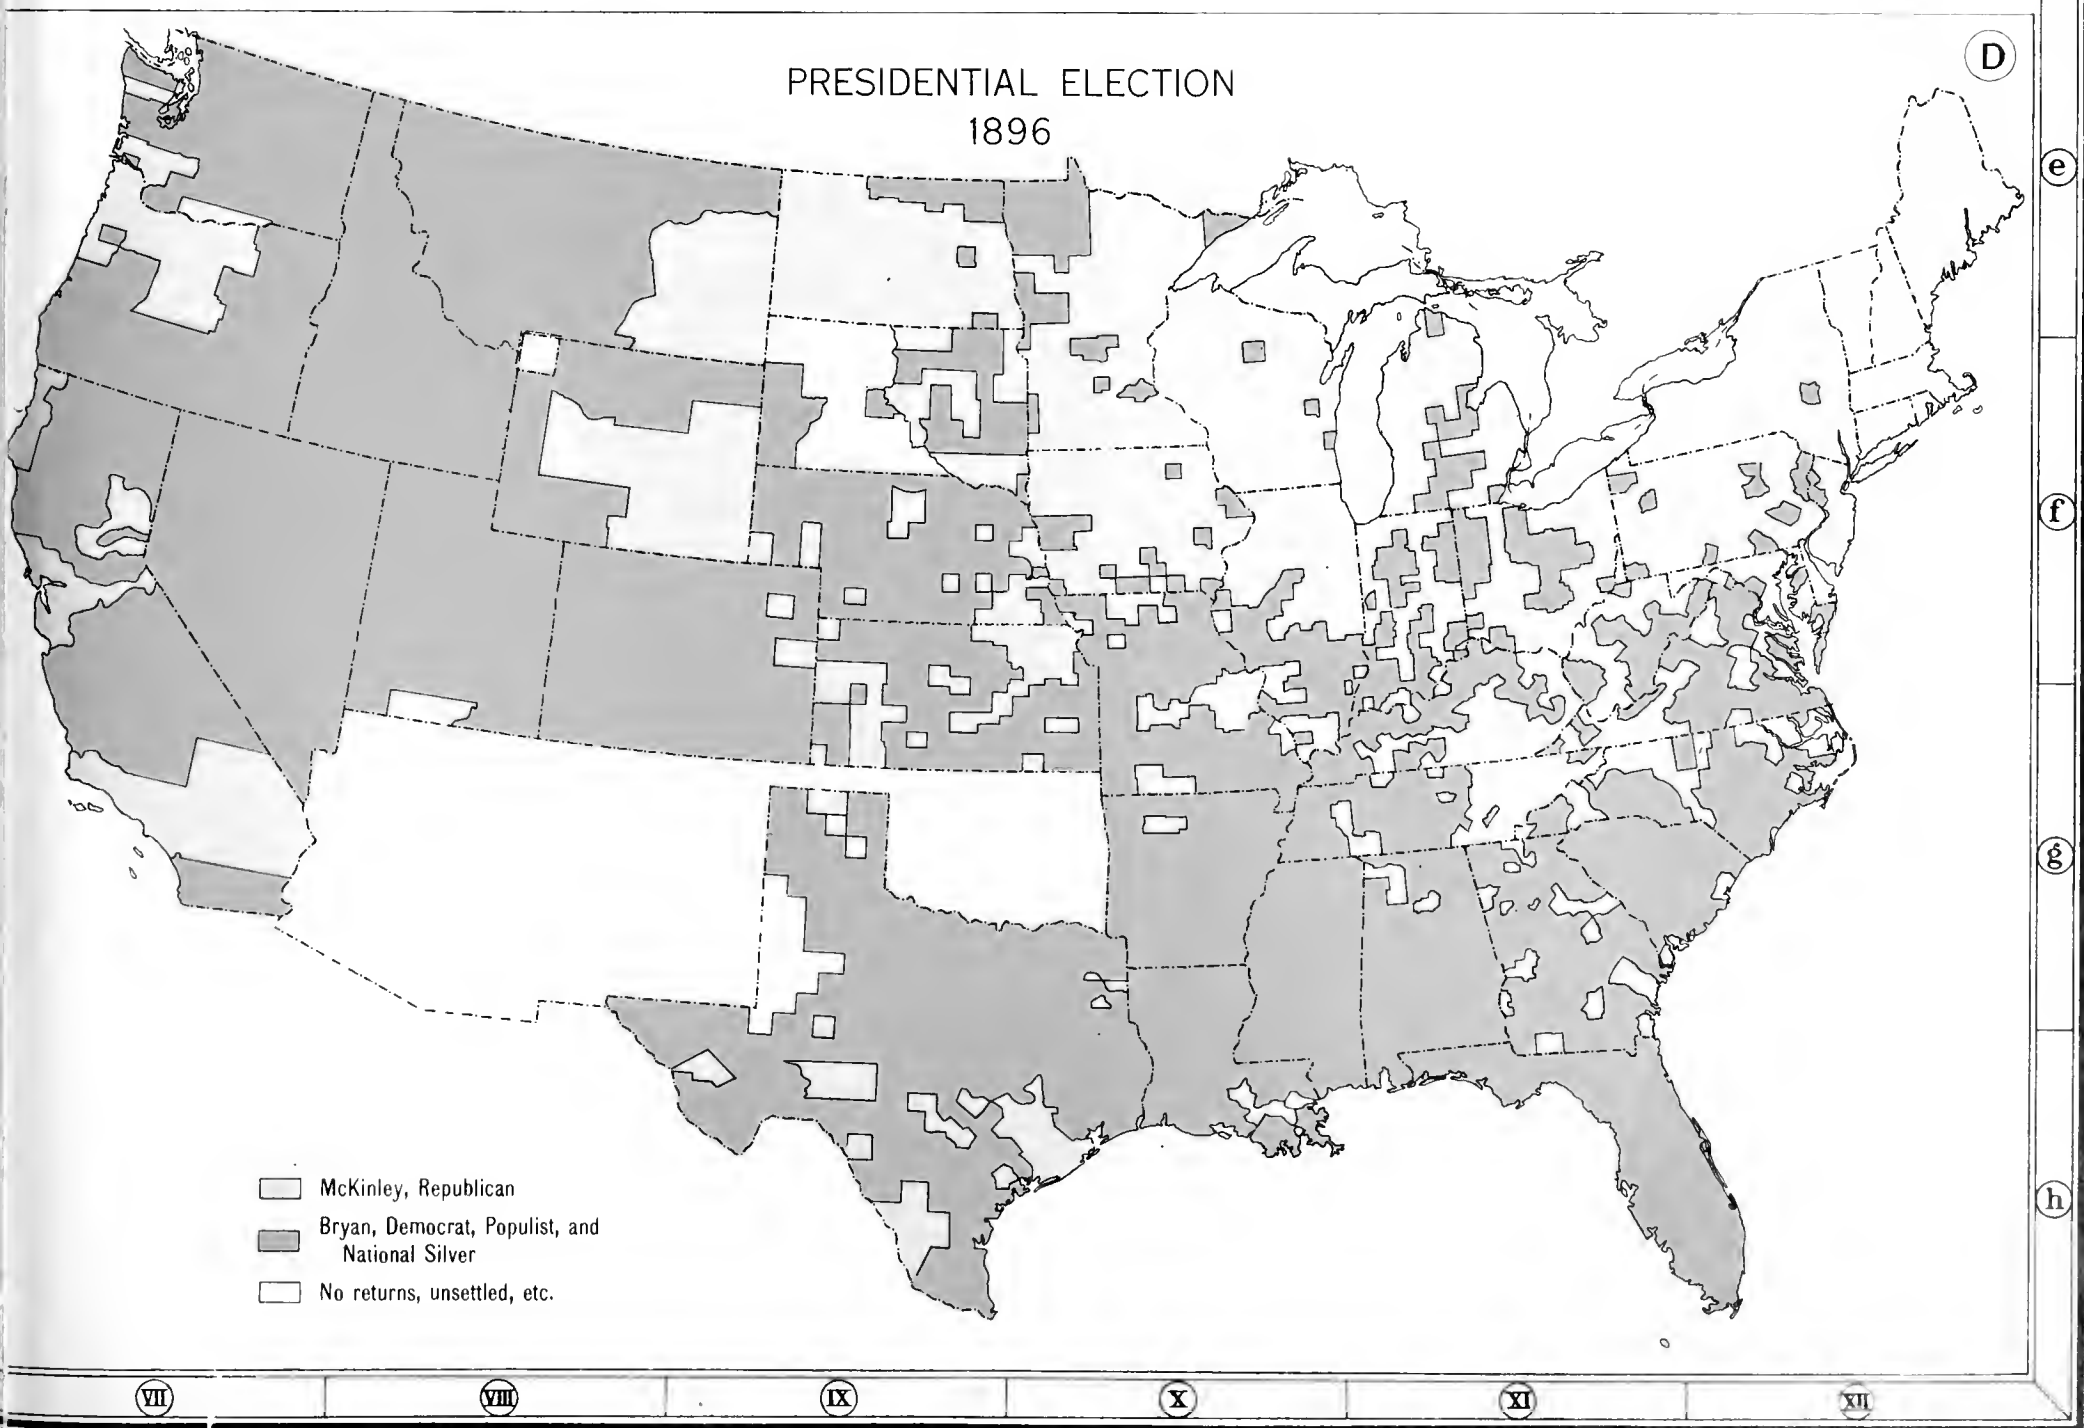 D
PRESIDENTIAL ELECTION
1896
e
f
g
h
McKinley, Republican
Bryan, Democrat, Populist, and
National Silver
No returns, unsettled, etc.
VII
VIII
IX
X
XI
XII